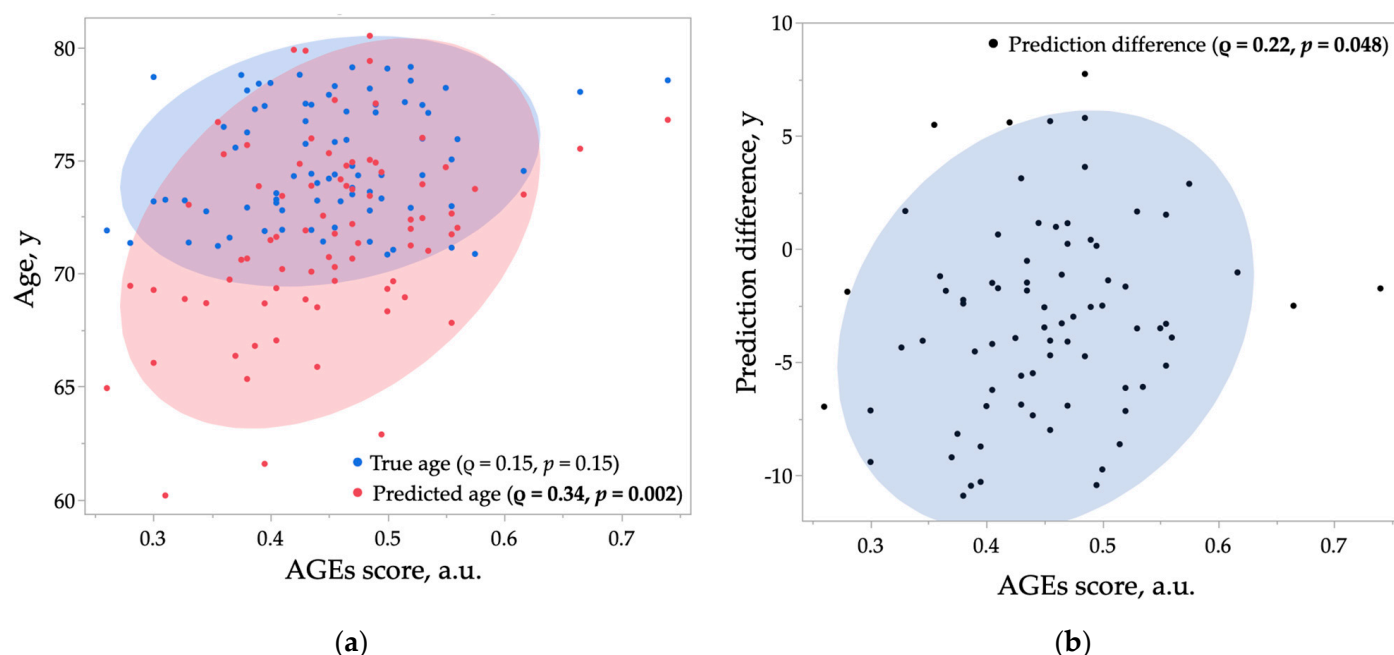 80
75
70
65
60
Age, y
0.3 0.4 0.5 0.6 0.7
AGEs score, a.u.
True age (ϱ = 0.15, p = 0.15)
Predicted age (ϱ = 0.34, p = 0.002)
(a)
10
5
0
-5
-10
Prediction difference, y
Prediction difference (ϱ = 0.22, p = 0.048)
0.3 0.4 0.5 0.6 0.7
AGEs score, a.u.
(b)